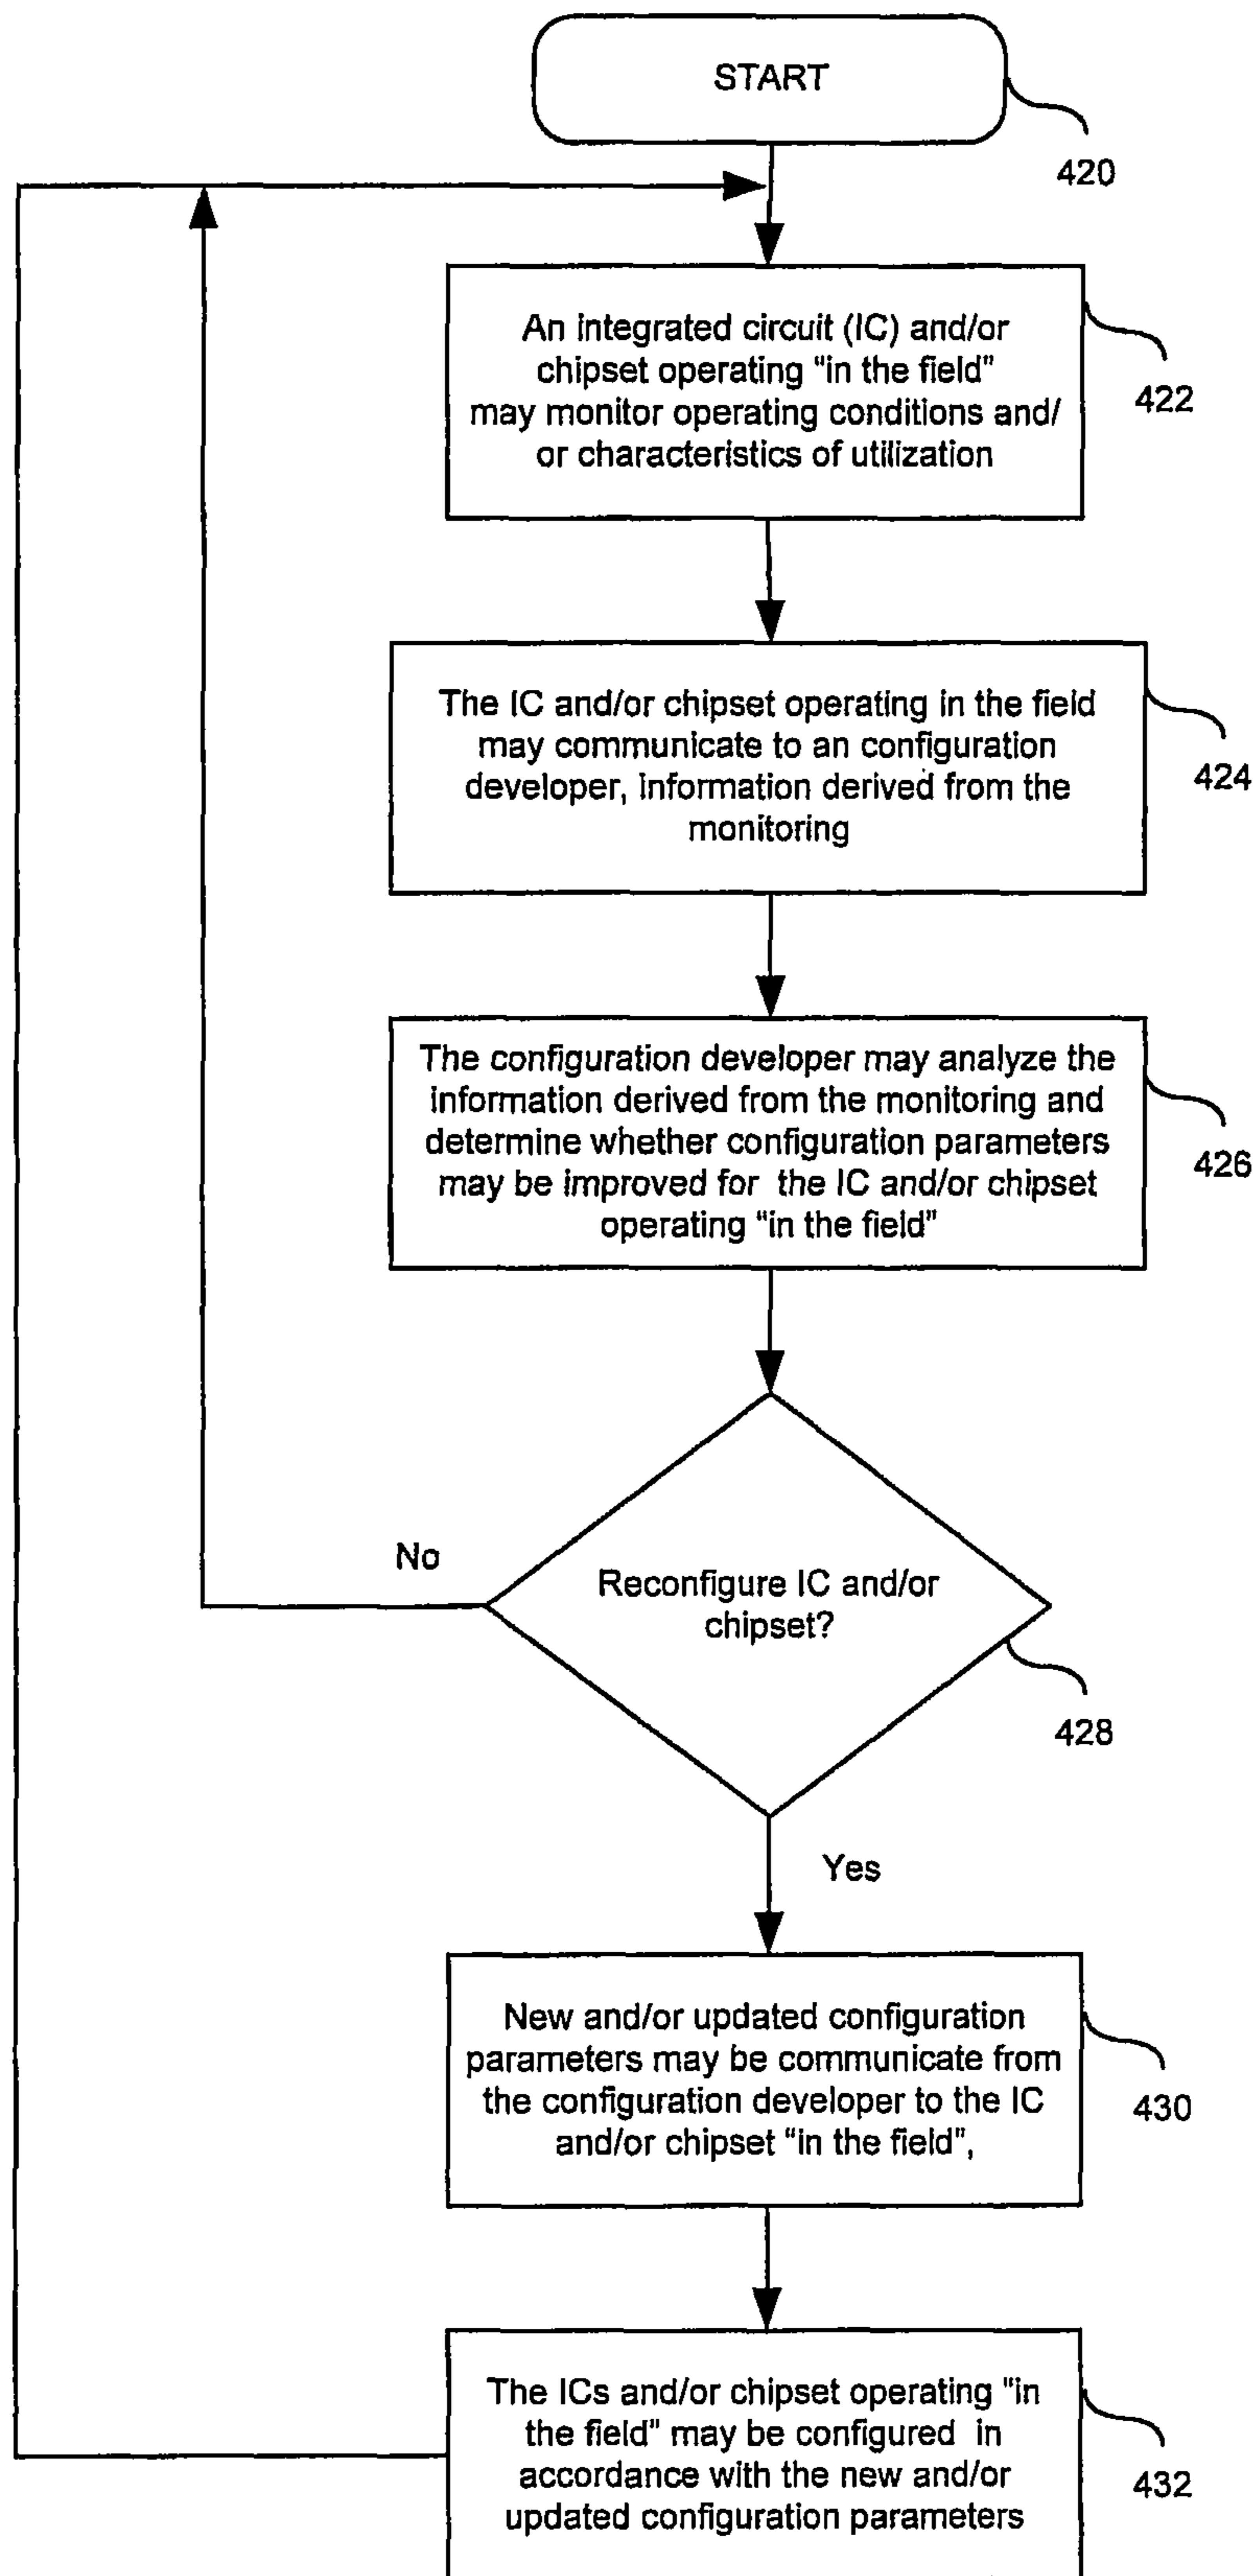 START
420
An integrated circuit (IC) and/or
chipset operating “in the field”
may monitor operating conditions and/
or characteristics of utilization
422
The IC and/or chipset operating in the field
may communicate to an configuration
developer, information derived from the
monitoring
424
The configuration developer may analyze the
information derived from the monitoring and
determine whether configuration parameters
may be improved for the IC and/or chipset
operating “in the field”
426
No
Reconfigure IC and/or
chipset?
428
Yes
New and/or updated configuration
parameters may be communicate from
the configuration developer to the IC
and/or chipset “in the field”,
430
The ICs and/or chipset operating "in
the field" may be configured in
accordance with the new and/or
updated configuration parameters
432